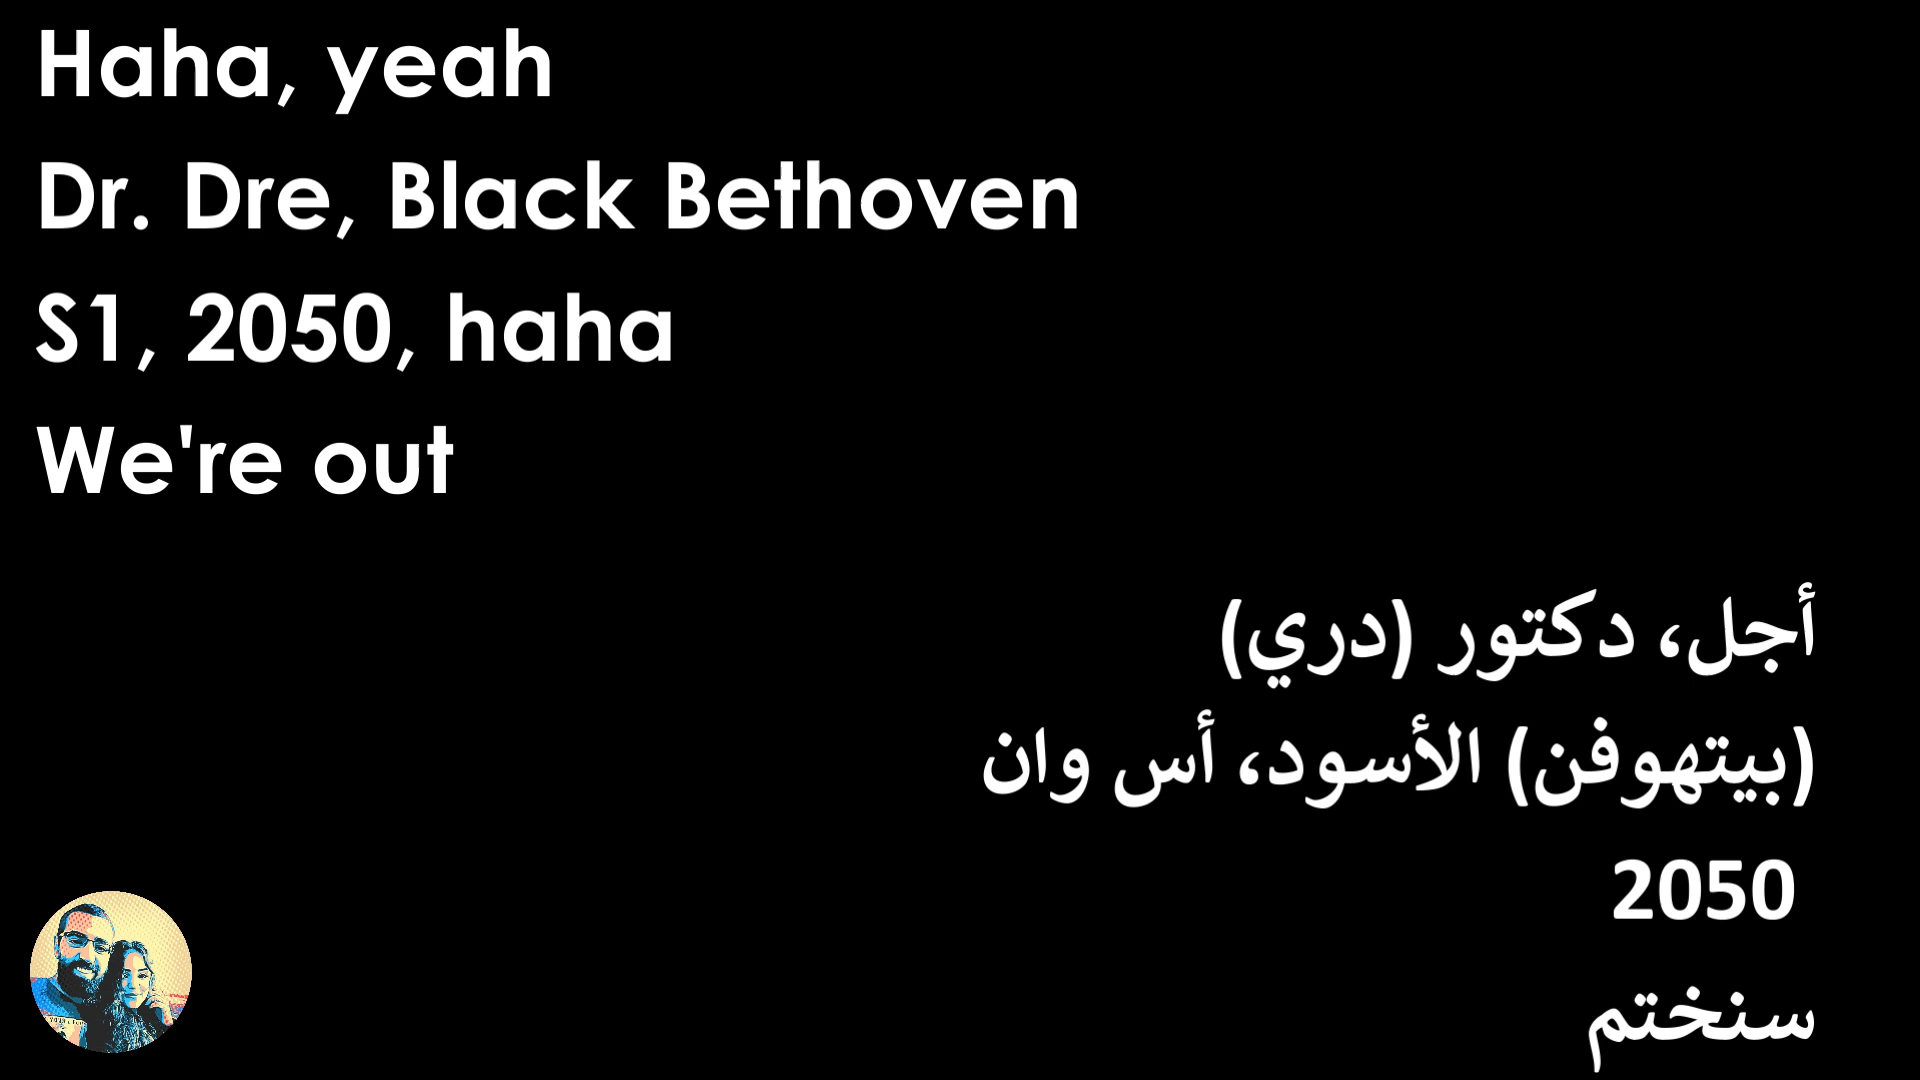 Haha, yeah
Dr. Dre, Black Bethoven
S1, 2050, haha
We're out
أجل، دكتور (دري)
(بيتهوفن) الأسود، أس وان
2050
سنختم